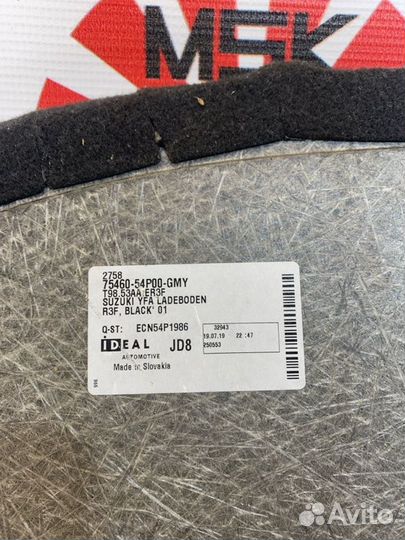 MSK
2758
75460-54P00-GMY
T98.53AA.ER3F
SUZUKI YFA LADEBODEN
R3F, BLACK' 01
Q-ST: ECN54P1986
32943
19.07.19 22 :47
250553
IDEAL JD8
AUTOMOTIVE
Made in Slovakia
Avito